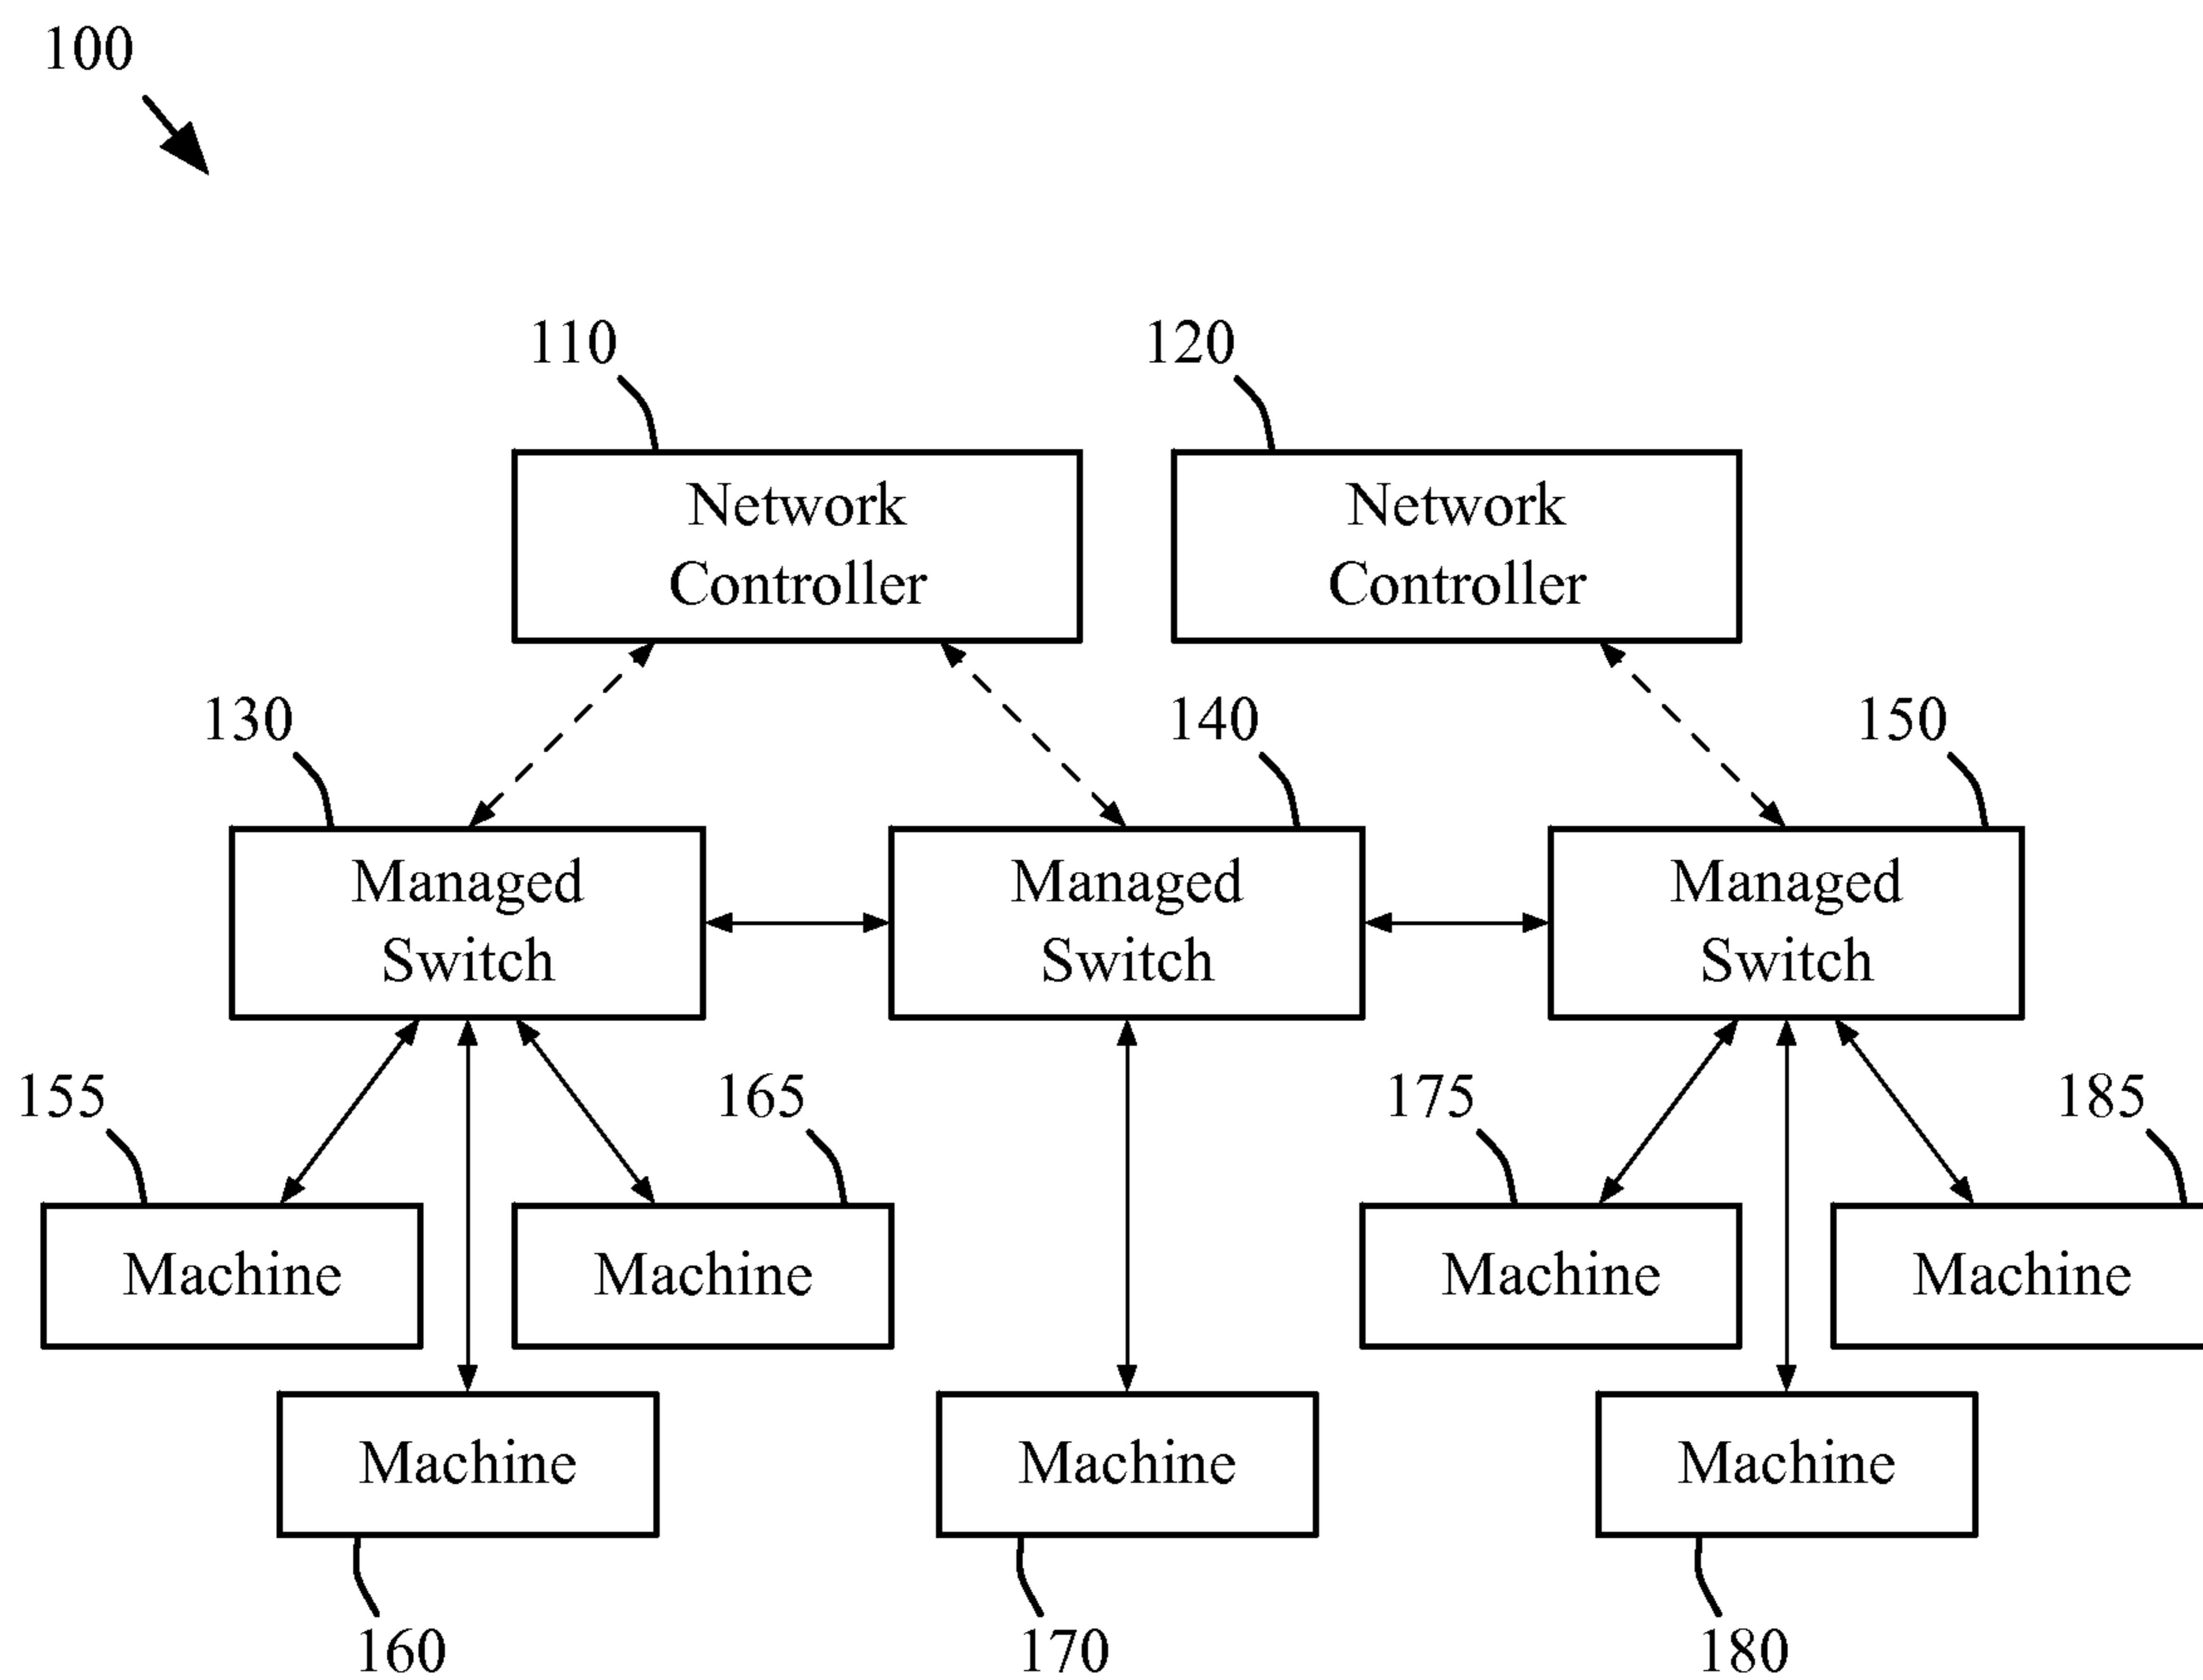 100
110
120
Network
Controller
Network
Controller
130
140
150
Managed
Switch
Managed
Switch
Managed
Switch
155
165
175
185
Machine
Machine
Machine
Machine
Machine
Machine
Machine
160
170
180